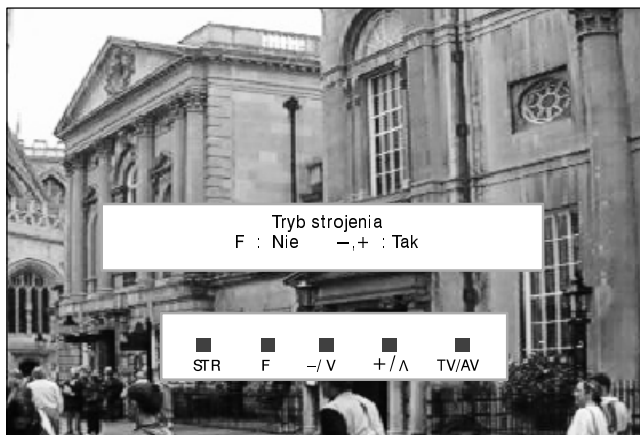 Tryb strojenia
F : Nie −,+ : Tak
STR F −/V +/Λ TV/AV